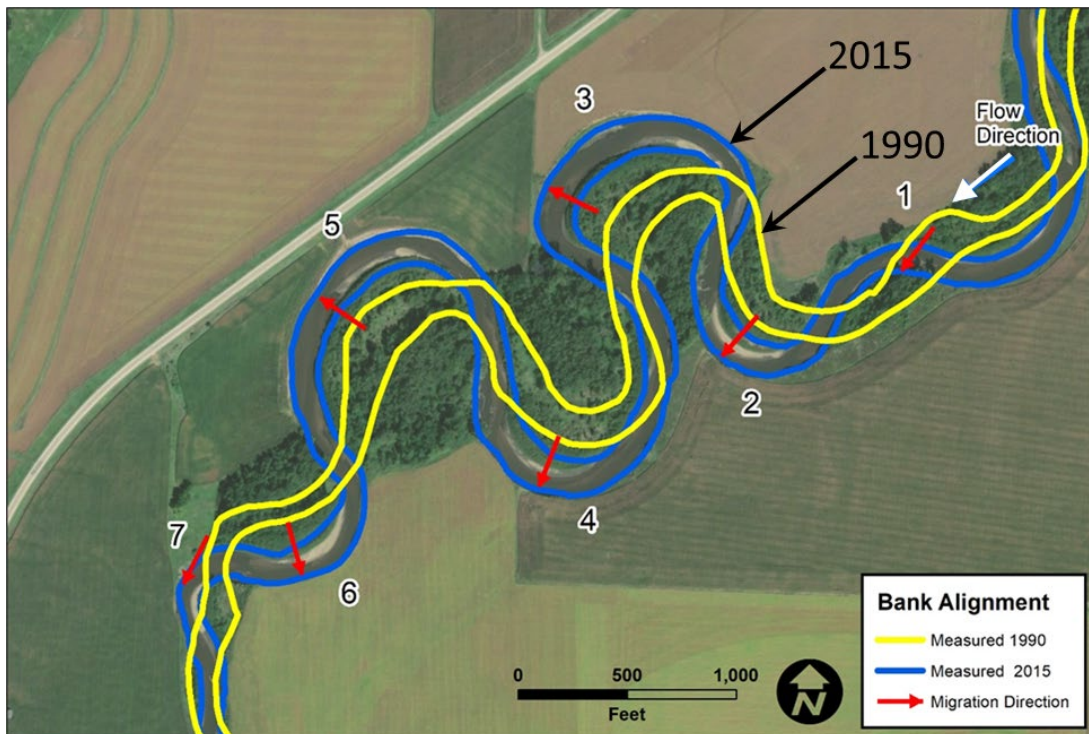 2015
3
1990
Flow
Direction
1
5
2
4
7
6
Bank Alignment
Measured 1990
Measured 2015
Migration Direction
0 500 1,000
Feet
N